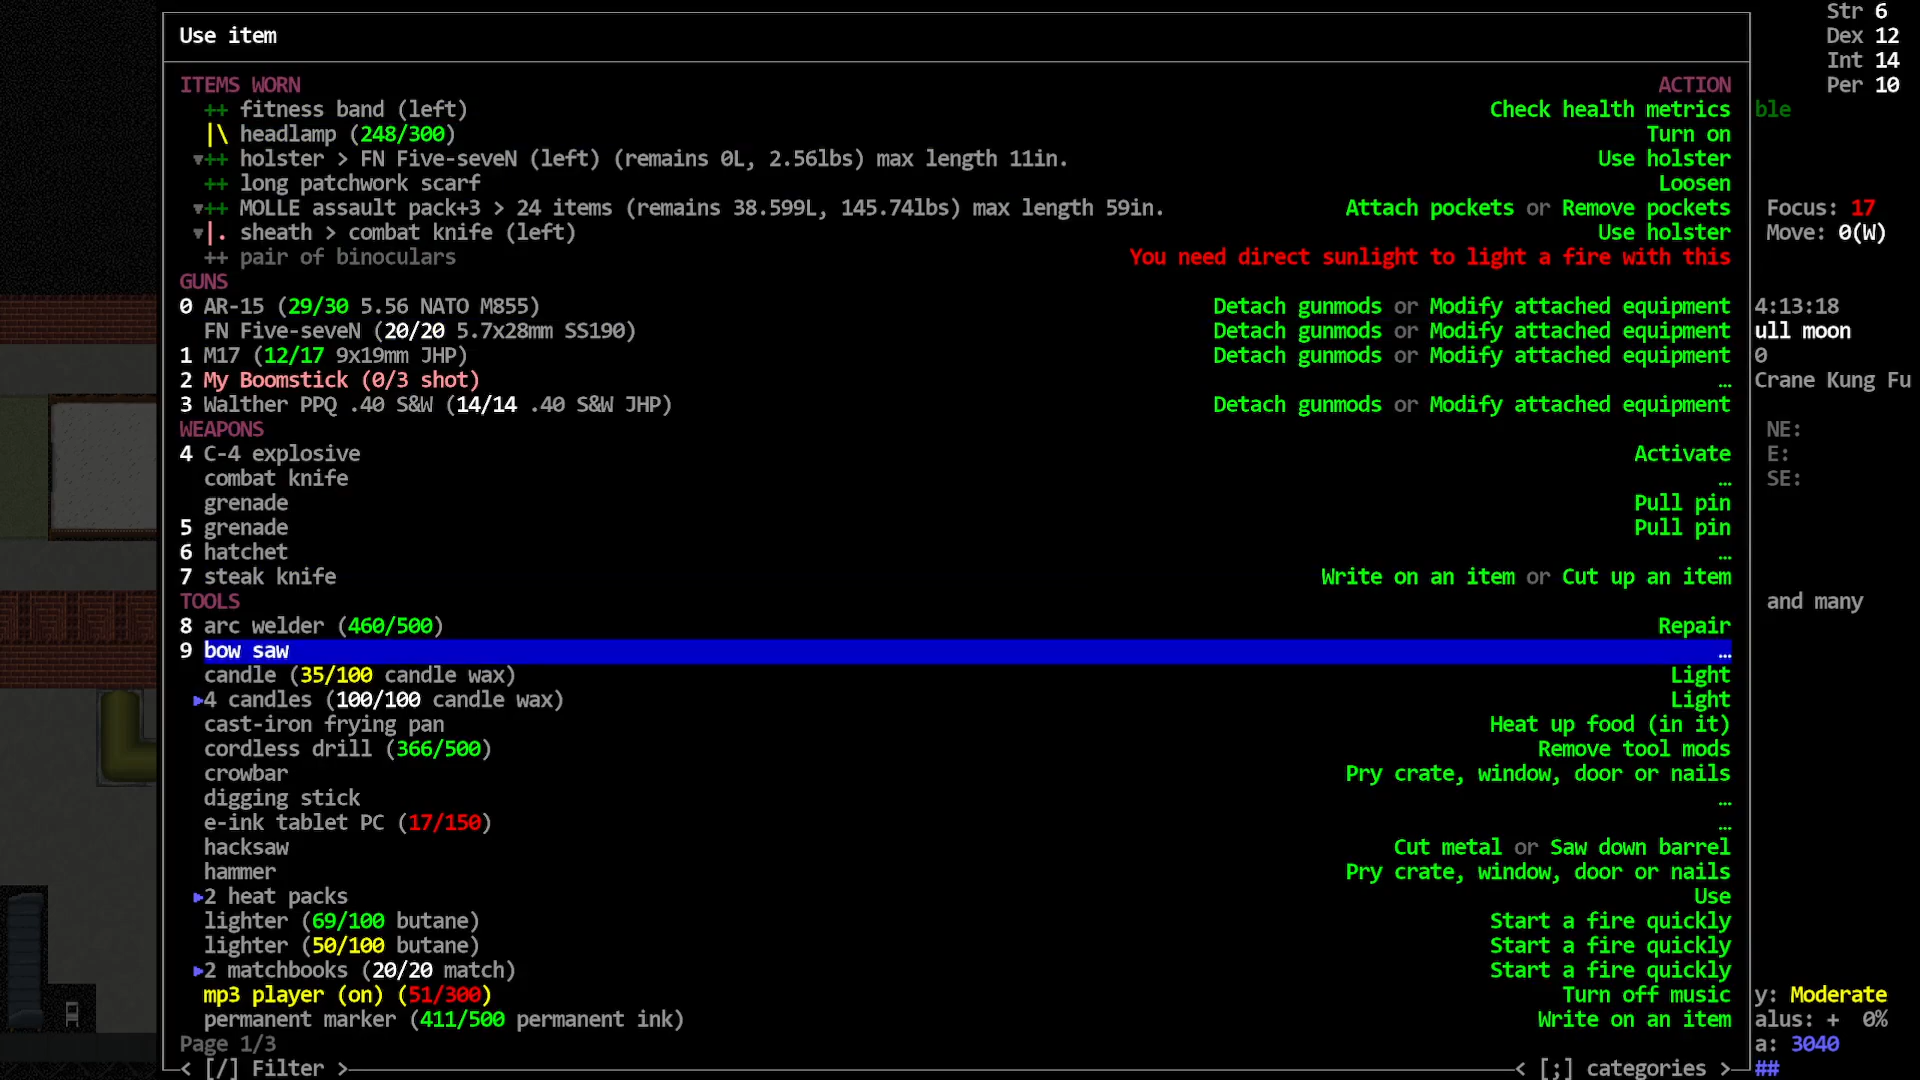 Use item
Str 6
Dex 12
Int 14
Per 10
ITEMS WORN ACTION
++ fitness band (left) Check health metrics ble
|\ headlamp (248/300) Turn on
▼++ holster > FN Five-seveN (left) (remains 0L, 2.56lbs) max length 11in. Use holster
++ long patchwork scarf Loosen
▼++ MOLLE assault pack+3 > 24 items (remains 38.599L, 145.74lbs) max length 59in. Attach pockets or Remove pockets Focus: 17
▼|. sheath > combat knife (left) Use holster Move: 0(W)
++ pair of binoculars You need direct sunlight to light a fire with this
GUNS
0 AR-15 (29/30 5.56 NATO M855) Detach gunmods or Modify attached equipment 4:13:18
FN Five-seveN (20/20 5.7x28mm SS190) Detach gunmods or Modify attached equipment ull moon
1 M17 (12/17 9x19mm JHP) Detach gunmods or Modify attached equipment 0
2 My Boomstick (0/3 shot) … Crane Kung Fu
3 Walther PPQ .40 S&W (14/14 .40 S&W JHP) Detach gunmods or Modify attached equipment
WEAPONS NE:
4 C-4 explosive Activate E:
combat knife … SE:
grenade Pull pin
5 grenade Pull pin
6 hatchet …
7 steak knife Write on an item or Cut up an item
TOOLS and many
8 arc welder (460/500) Repair
9 bow saw …
candle (35/100 candle wax) Light
▶4 candles (100/100 candle wax) Light
cast-iron frying pan Heat up food (in it)
cordless drill (366/500) Remove tool mods
crowbar Pry crate, window, door or nails
digging stick …
e-ink tablet PC (17/150) …
hacksaw Cut metal or Saw down barrel
hammer Pry crate, window, door or nails
▶2 heat packs Use
lighter (69/100 butane) Start a fire quickly
lighter (50/100 butane) Start a fire quickly
▶2 matchbooks (20/20 match) Start a fire quickly
mp3 player (on) (51/300) Turn off music y: Moderate
permanent marker (411/500 permanent ink) Write on an item alus: + 0%
Page 1/3 a: 3040
< [/] Filter > < [;] categories > ##